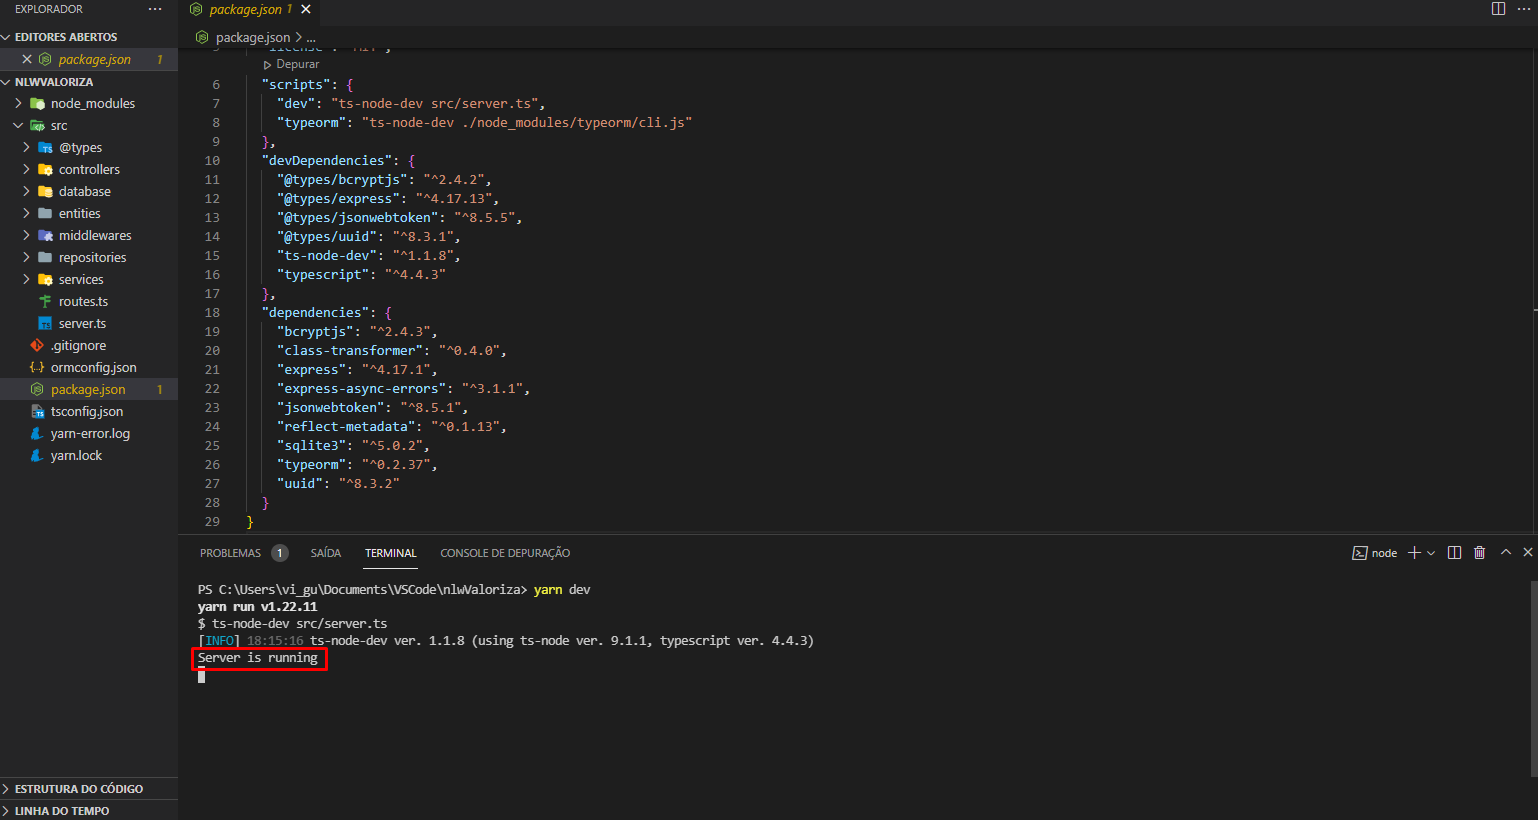 EXPLORADOR
EDITORES ABERTOS
package.json 1
NLWVALORIZA
node_modules
src
@types
controllers
database
entities
middlewares
repositories
services
routes.ts
server.ts
.gitignore
ormconfig.json
package.json 1
tsconfig.json
yarn-error.log
yarn.lock
ESTRUTURA DO CÓDIGO
LINHA DO TEMPO
package.json 1
package.json > ...
5 "license": "MIT",
Depurar
6 "scripts": {
7 "dev": "ts-node-dev src/server.ts",
8 "typeorm": "ts-node-dev ./node_modules/typeorm/cli.js"
9 },
10 "devDependencies": {
11 "@types/bcryptjs": "^2.4.2",
12 "@types/express": "^4.17.13",
13 "@types/jsonwebtoken": "^8.5.5",
14 "@types/uuid": "^8.3.1",
15 "ts-node-dev": "^1.1.8",
16 "typescript": "^4.4.3"
17 },
18 "dependencies": {
19 "bcryptjs": "^2.4.3",
20 "class-transformer": "^0.4.0",
21 "express": "^4.17.1",
22 "express-async-errors": "^3.1.1",
23 "jsonwebtoken": "^8.5.1",
24 "reflect-metadata": "^0.1.13",
25 "sqlite3": "^5.0.2",
26 "typeorm": "^0.2.37",
27 "uuid": "^8.3.2"
28 }
29 }
PROBLEMAS 1 SAÍDA TERMINAL CONSOLE DE DEPURAÇÃO node
PS C:\Users\vi_gu\Documents\VSCode\nlwValoriza> yarn dev
yarn run v1.22.11
$ ts-node-dev src/server.ts
[INFO] 18:15:16 ts-node-dev ver. 1.1.8 (using ts-node ver. 9.1.1, typescript ver. 4.4.3)
Server is running